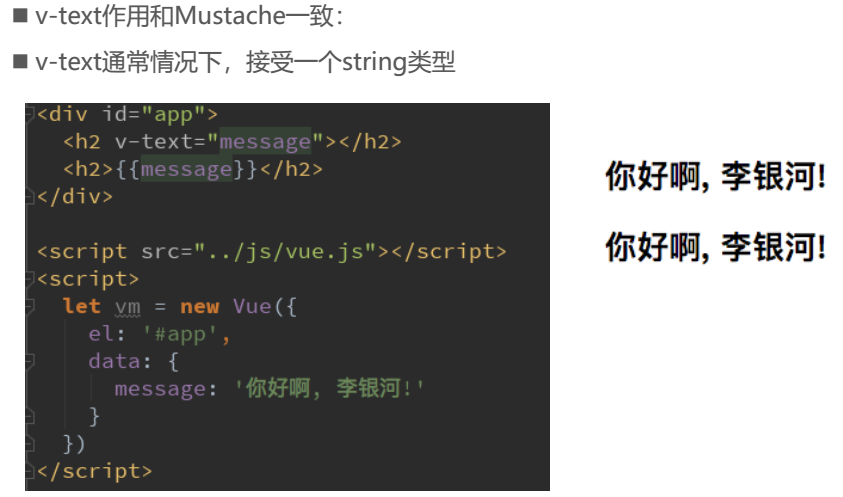 ■ v-text作用和Mustache一致：
■ v-text通常情况下，接受一个string类型
<div id="app">
  <h2 v-text="message"></h2>
  <h2>{{message}}</h2>
</div>

<script src="../js/vue.js"></script>
<script>
  let vm = new Vue({
    el: '#app',
    data: {
      message: '你好啊, 李银河!'
    }
  })
</script>
你好啊, 李银河!
你好啊, 李银河!